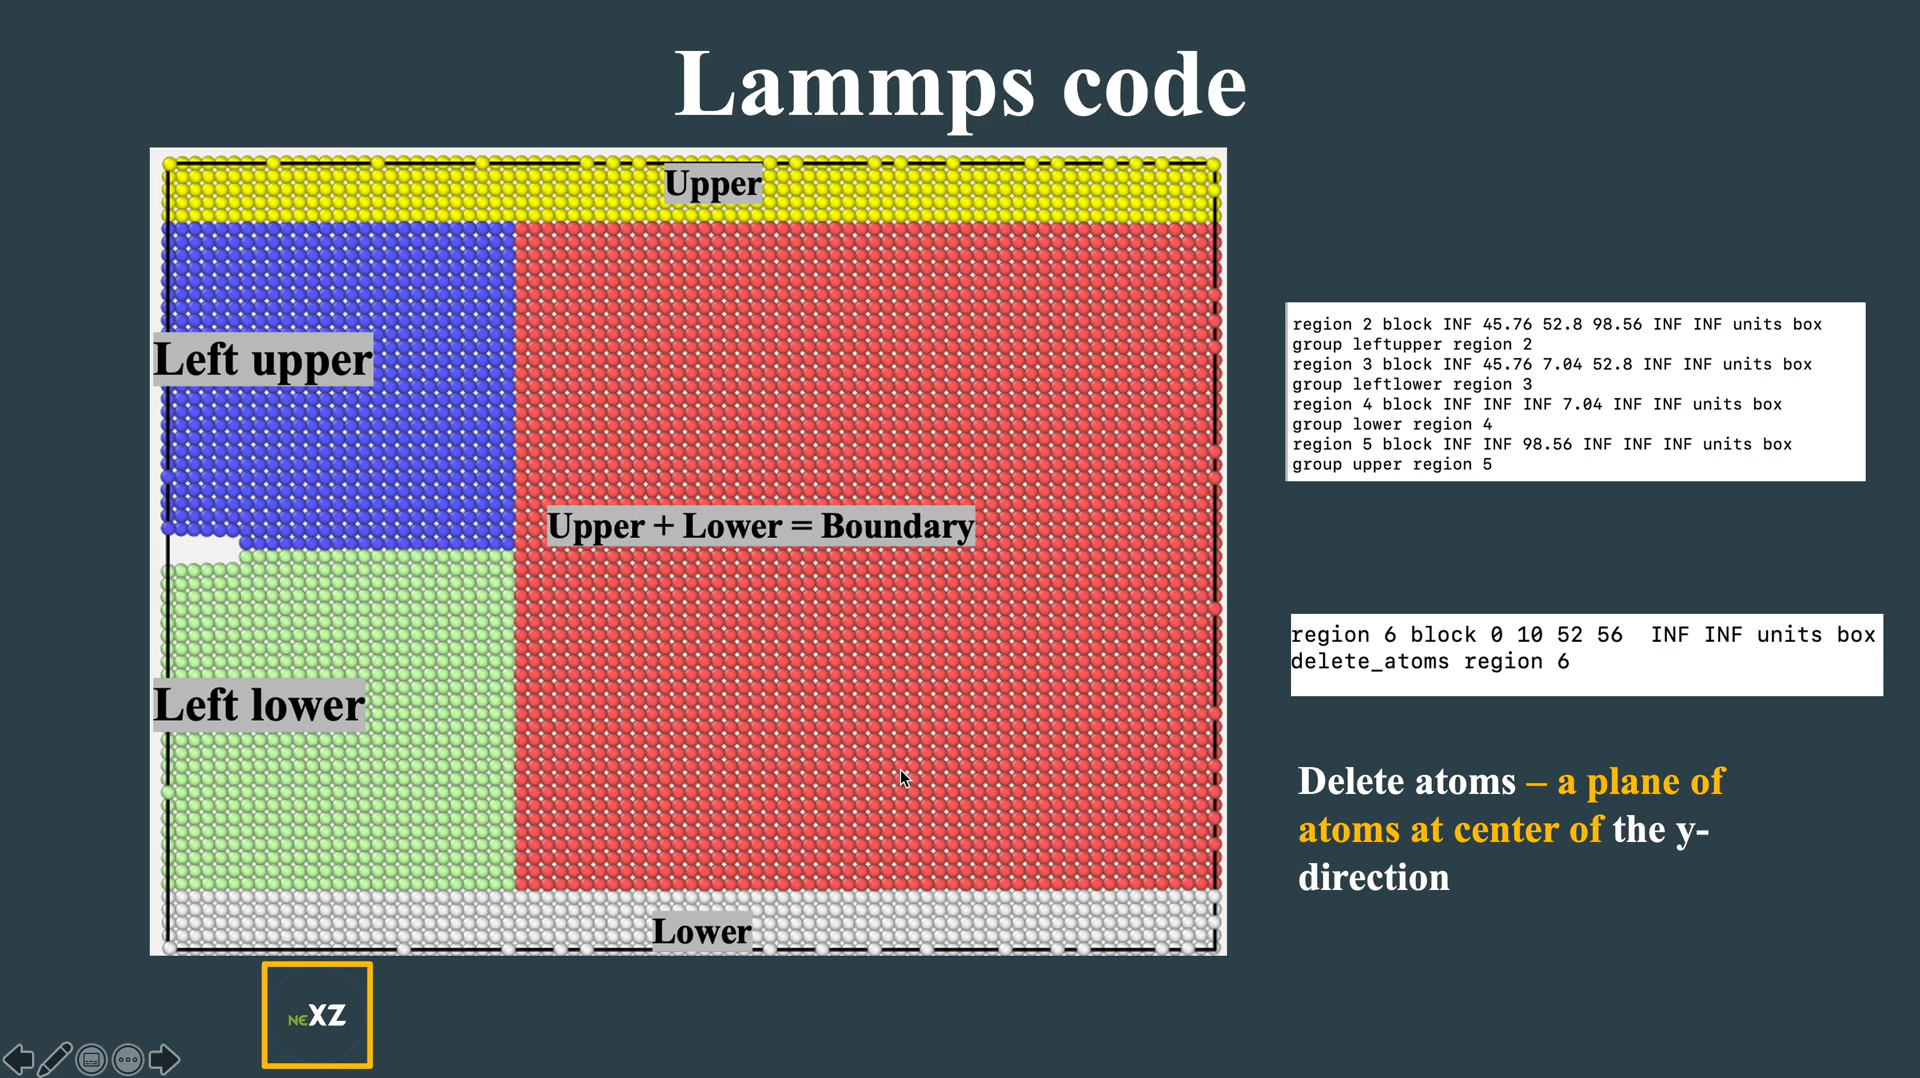 Lammps code
Upper
Left upper
Upper + Lower = Boundary
Left lower
Lower
region 2 block INF 45.76 52.8 98.56 INF INF units box
group leftupper region 2
region 3 block INF 45.76 7.04 52.8 INF INF units box
group leftlower region 3
region 4 block INF INF INF 7.04 INF INF units box
group lower region 4
region 5 block INF INF 98.56 INF INF INF units box
group upper region 5
region 6 block 0 10 52 56  INF INF units box
delete_atoms region 6
Delete atoms – a plane of
atoms at center of the y-
direction
NEXZ